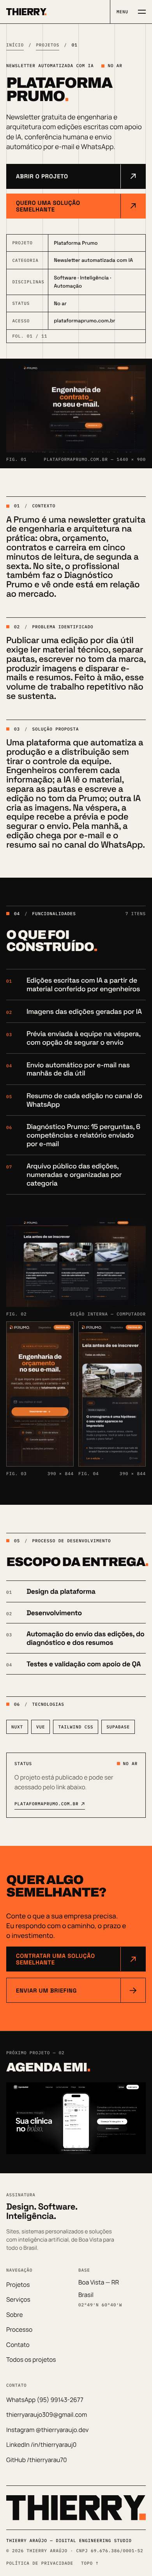 THIERRY.
MENU
INÍCIO / PROJETOS / 01
NEWSLETTER AUTOMATIZADA COM IA NO AR
PLATAFORMA
PRUMO.
Newsletter gratuita de engenharia e
arquitetura com edições escritas com apoio
de IA, conferência humana e envio
automático por e-mail e WhatsApp.
ABRIR O PROJETO
QUERO UMA SOLUÇÃO
SEMELHANTE
PROJETO Plataforma Prumo
CATEGORIA Newsletter automatizada com IA
DISCIPLINAS Software · Inteligência ·
Automação
STATUS No ar
ACESSO plataformaprumo.com.br
FOL. 01 / 11
PRUMO
Engenharia de
contrato_
no seu e-mail.
FIG. 01 PLATAFORMAPRUMO.COM.BR — 1440 × 900
01 / CONTEXTO
A Prumo é uma newsletter gratuita
de engenharia e arquitetura na
prática: obra, orçamento,
contratos e carreira em cinco
minutos de leitura, de segunda a
sexta. No site, o profissional
também faz o Diagnóstico
Prumo e vê onde está em relação
ao mercado.
02 / PROBLEMA IDENTIFICADO
Publicar uma edição por dia útil
exige ler material técnico, separar
pautas, escrever no tom da marca,
produzir imagens e disparar e-
mails e resumos. Feito à mão, esse
volume de trabalho repetitivo não
se sustenta.
03 / SOLUÇÃO PROPOSTA
Uma plataforma que automatiza a
produção e a distribuição sem
tirar o controle da equipe.
Engenheiros conferem cada
informação; a IA lê o material,
separa as pautas e escreve a
edição no tom da Prumo; outra IA
gera as imagens. Na véspera, a
equipe recebe a prévia e pode
segurar o envio. Pela manhã, a
edição chega por e-mail e o
resumo sai no canal do WhatsApp.
04 / FUNCIONALIDADES 7 ITENS
O QUE FOI
CONSTRUÍDO.
01 Edições escritas com IA a partir de
material conferido por engenheiros
02 Imagens das edições geradas por IA
03 Prévia enviada à equipe na véspera,
com opção de segurar o envio
04 Envio automático por e-mail nas
manhãs de dia útil
05 Resumo de cada edição no canal do
WhatsApp
06 Diagnóstico Prumo: 15 perguntas, 6
competências e relatório enviado
por e-mail
07 Arquivo público das edições,
numeradas e organizadas por
categoria
PRUMO
Leia antes de se inscrever
FIG. 02 SEÇÃO INTERNA — COMPUTADOR
PRUMO
Engenharia de
orçamento
no seu e-mail.
PRUMO
Leia antes de se inscrever
FIG. 03 390 × 844 FIG. 04 390 × 844
05 / PROCESSO DE DESENVOLVIMENTO
ESCOPO DA ENTREGA.
01 Design da plataforma
02 Desenvolvimento
03 Automação do envio das edições, do
diagnóstico e dos resumos
04 Testes e validação com apoio de QA
06 / TECNOLOGIAS
NUXT VUE TAILWIND CSS SUPABASE
STATUS NO AR
O projeto está publicado e pode ser
acessado pelo link abaixo.
PLATAFORMAPRUMO.COM.BR ↗
QUER ALGO
SEMELHANTE?
Conte o que a sua empresa precisa.
Eu respondo com o caminho, o prazo e
o investimento.
CONTRATAR UMA SOLUÇÃO
SEMELHANTE
ENVIAR UM BRIEFING
PRÓXIMO PROJETO — 02
AGENDA EMI.
Sua clínica
no bolso.
ASSINATURA
Design. Software.
Inteligência.
Sites, sistemas personalizados e soluções
com inteligência artificial, de Boa Vista para
todo o Brasil.
NAVEGAÇÃO
Projetos
Serviços
Sobre
Processo
Contato
Todos os projetos
BASE
Boa Vista — RR
Brasil
02°49′N 60°40′W
CONTATO
WhatsApp (95) 99143-2677
thierryaraujo309@gmail.com
Instagram @thierryaraujo.dev
LinkedIn /in/thierryarauj0
GitHub /thierryarau70
THIERRY
THIERRY ARAÚJO — DIGITAL ENGINEERING STUDIO
© 2026 THIERRY ARAÚJO · CNPJ 69.676.306/0001-52
POLÍTICA DE PRIVACIDADE TOPO ↑